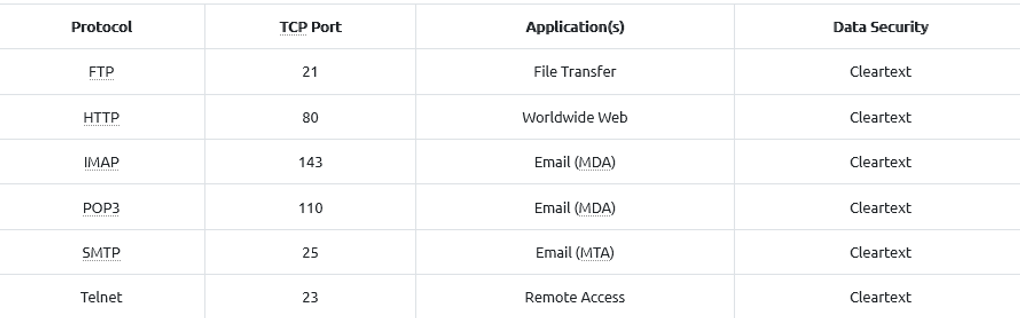 Protocol TCP Port Application(s) Data Security
FTP 21 File Transfer Cleartext
HTTP 80 Worldwide Web Cleartext
IMAP 143 Email (MDA) Cleartext
POP3 110 Email (MDA) Cleartext
SMTP 25 Email (MTA) Cleartext
Telnet 23 Remote Access Cleartext